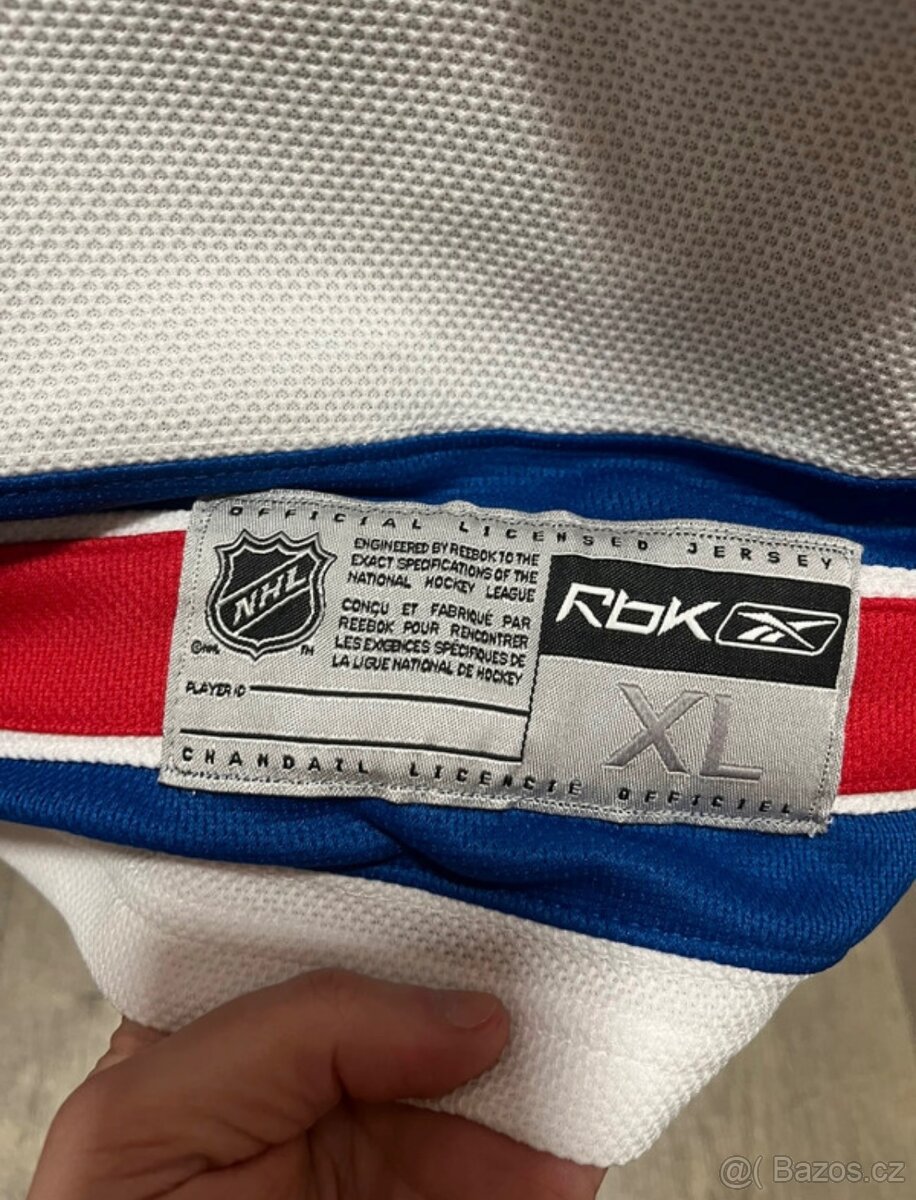 OFFICIAL LICENSED JERSEY
NHL
ENGINEERED BY REEBOK TO THE
EXACT SPECIFICATIONS OF THE
NATIONAL HOCKEY LEAGUE
CONÇU ET FABRIQUÉ PAR
REEBOK POUR RENCONTRER
LES EXIGENCES SPÉCIFIQUES DE
LA LIGUE NATIONAL DE HOCKEY
©NHL
TM
PLAYER ID
RbK
XL
CHANDAIL LICENCIÉ OFFICIEL
@( Bazos.cz